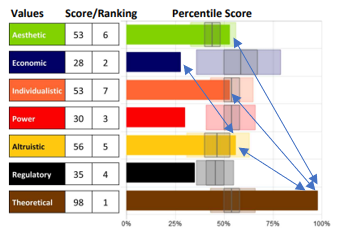 Values Score/Ranking Percentile Score
Aesthetic 53 6
Economic 28 2
Individualistic 53 7
Power 30 3
Altruistic 56 5
Regulatory 35 4
Theoretical 98 1
0% 25% 50% 75% 100%